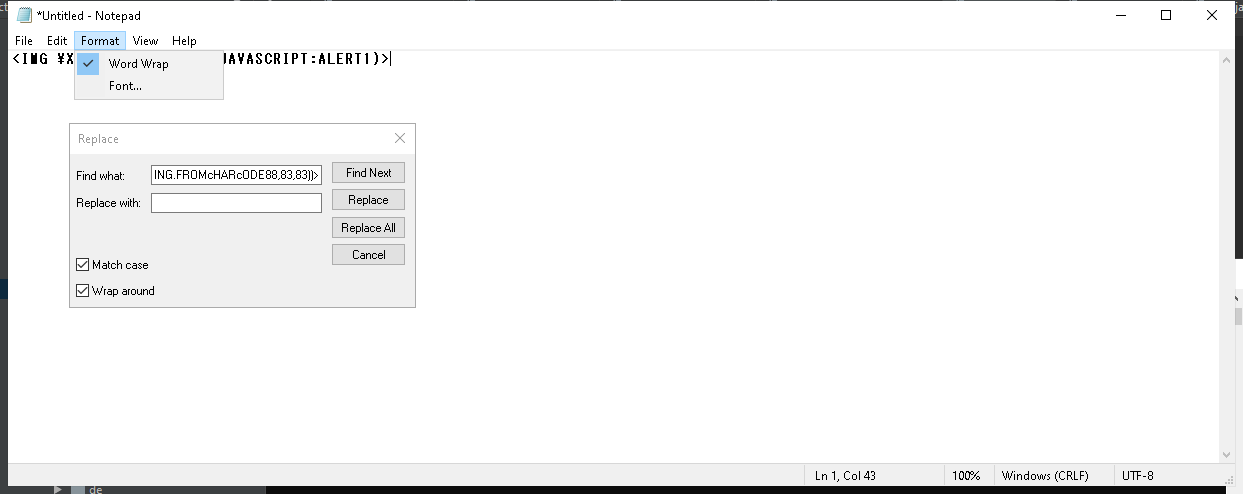 *Untitled - Notepad
File Edit Format View Help
<IMG ¥X JAVASCRIPT:ALERT1)>
Word Wrap
Font...
Replace
Find what: ING.FROMcHARcODE88,83,83))> Find Next
Replace with: Replace
Replace All
Cancel
Match case
Wrap around
Ln 1, Col 43 100% Windows (CRLF) UTF-8
de